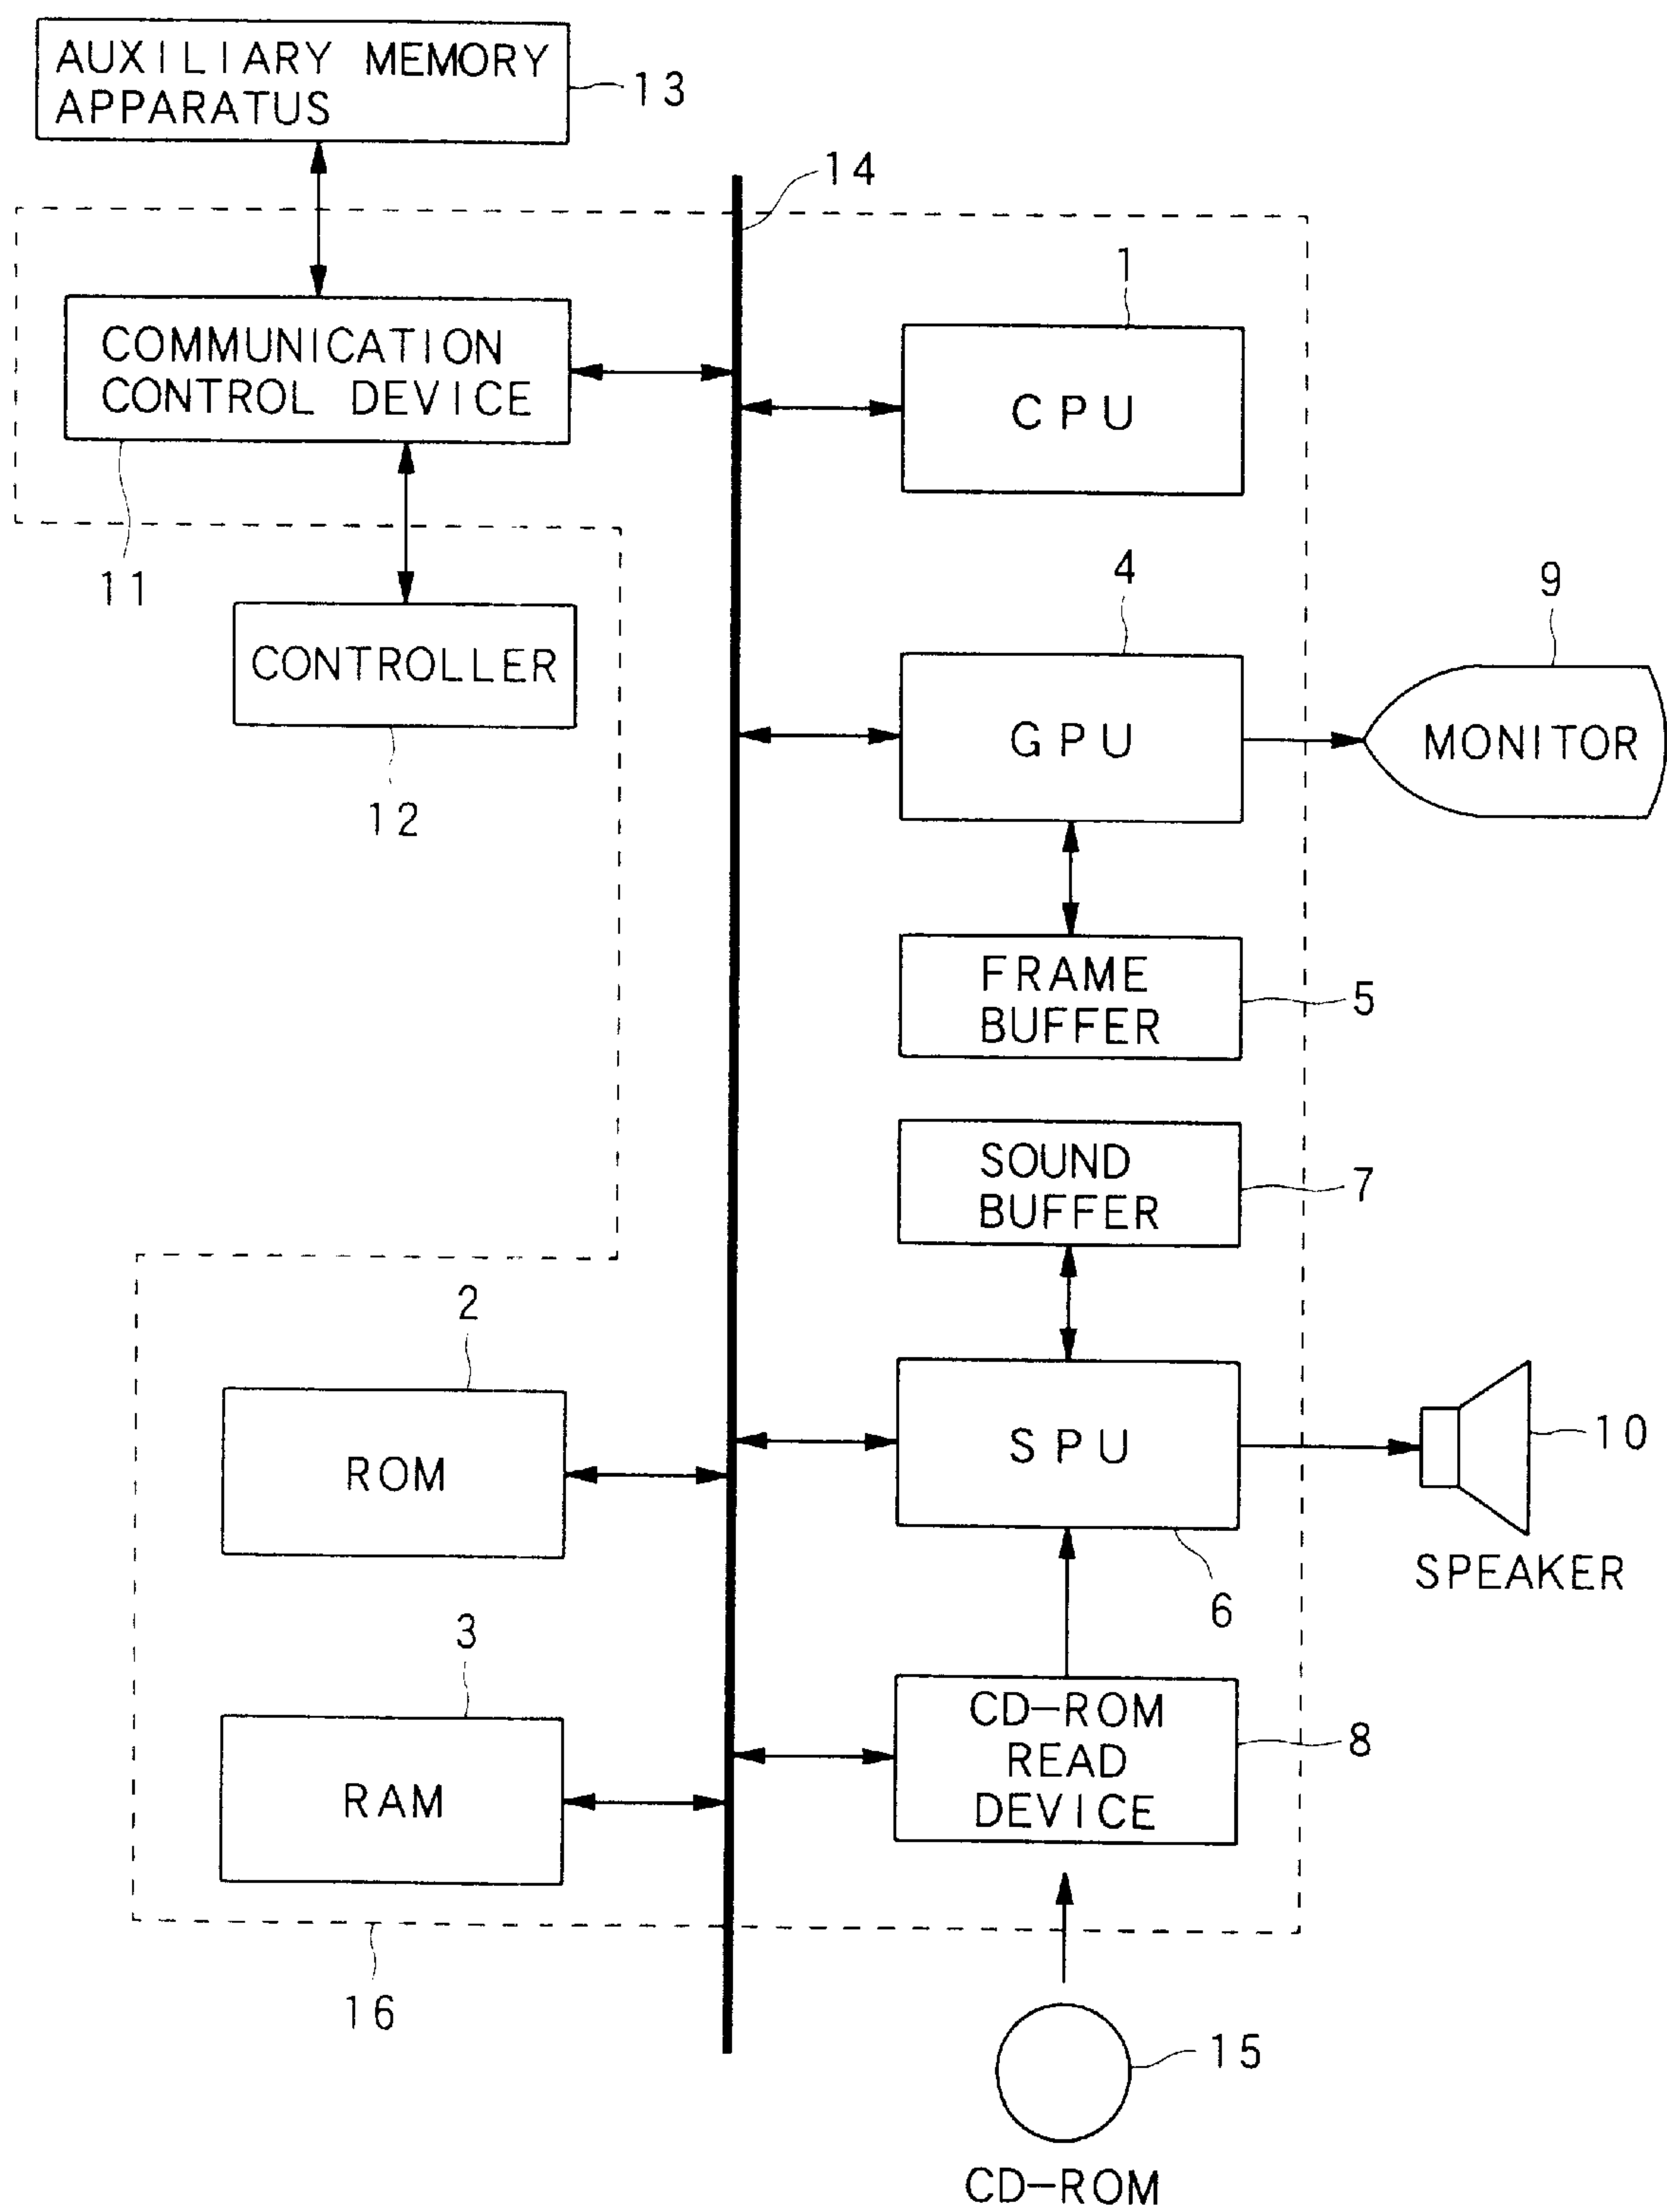 AUXILIARY MEMORY
APPARATUS
13
14
1
COMMUNICATION
CONTROL DEVICE
CPU
11
4
9
CONTROLLER
GPU
MONITOR
12
FRAME
BUFFER
5
SOUND
BUFFER
7
2
ROM
SPU
10
SPEAKER
6
3
RAM
CD-ROM
READ
DEVICE
8
16
15
CD-ROM